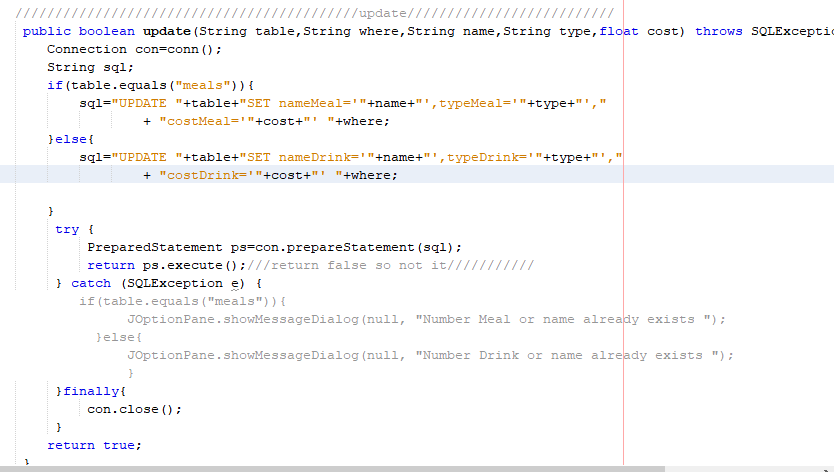 ///////////////////////////////////////////update//////////////////////////
public boolean update(String table,String where,String name,String type,float cost) throws SQLExceptio
Connection con=conn();
String sql;
if(table.equals("meals")){
sql="UPDATE "+table+"SET nameMeal='"+name+"',typeMeal='"+type+"',"
+ "costMeal='"+cost+"' "+where;
}else{
sql="UPDATE "+table+"SET nameDrink='"+name+"',typeDrink='"+type+"',"
+ "costDrink='"+cost+"' "+where;
}
try {
PreparedStatement ps=con.prepareStatement(sql);
return ps.execute();///return false so not it///////////
} catch (SQLException e) {
if(table.equals("meals")){
JOptionPane.showMessageDialog(null, "Number Meal or name already exists ");
}else{
JOptionPane.showMessageDialog(null, "Number Drink or name already exists ");
}
}finally{
con.close();
}
return true;
}